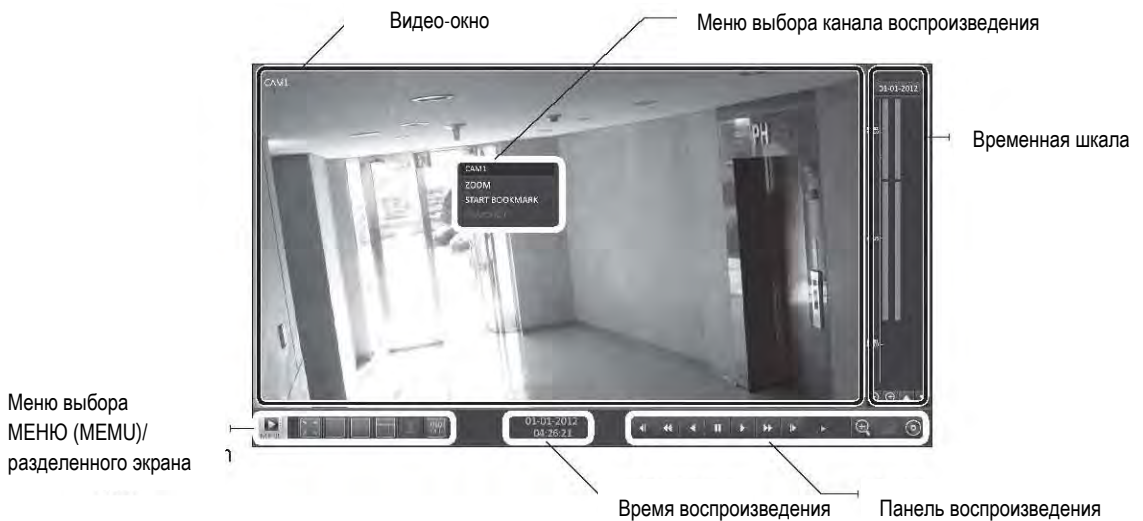 Видео-окно
Меню выбора канала воспроизведения
CAM1
01-01-2012
PH
Временная шкала
CAM1
ZOOM
START BOOKMARK
Меню выбора
МЕНЮ (MEMU)/
разделенного экрана
01-01-2012
04:26:21
Время воспроизведения
Панель воспроизведения